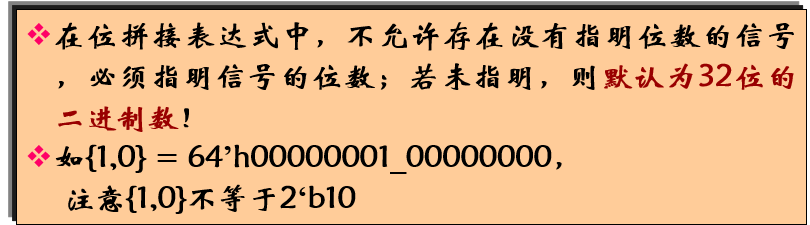 ❖在位拼接表达式中，不允许存在没有指明位数的信号
，必须指明信号的位数；若未指明，则默认为32位的
二进制数！
❖如{1,0} = 64’h00000001_00000000，
注意{1,0}不等于2‘b10